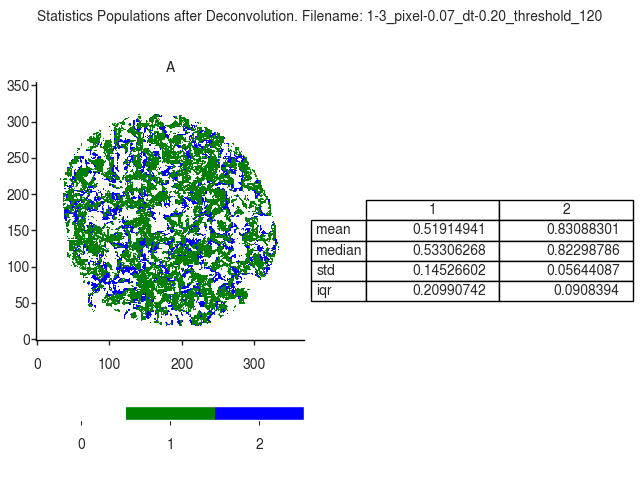 Statistics Populations after Deconvolution. Filename: 1-3_pixel-0.07_dt-0.20_threshold_120
A
350
300
250
200
150
100
50
0
0 100 200 300
1 2
mean 0.51914941 0.83088301
median 0.53306268 0.82298786
std 0.14526602 0.05644087
iqr 0.20990742 0.0908394
0 1 2